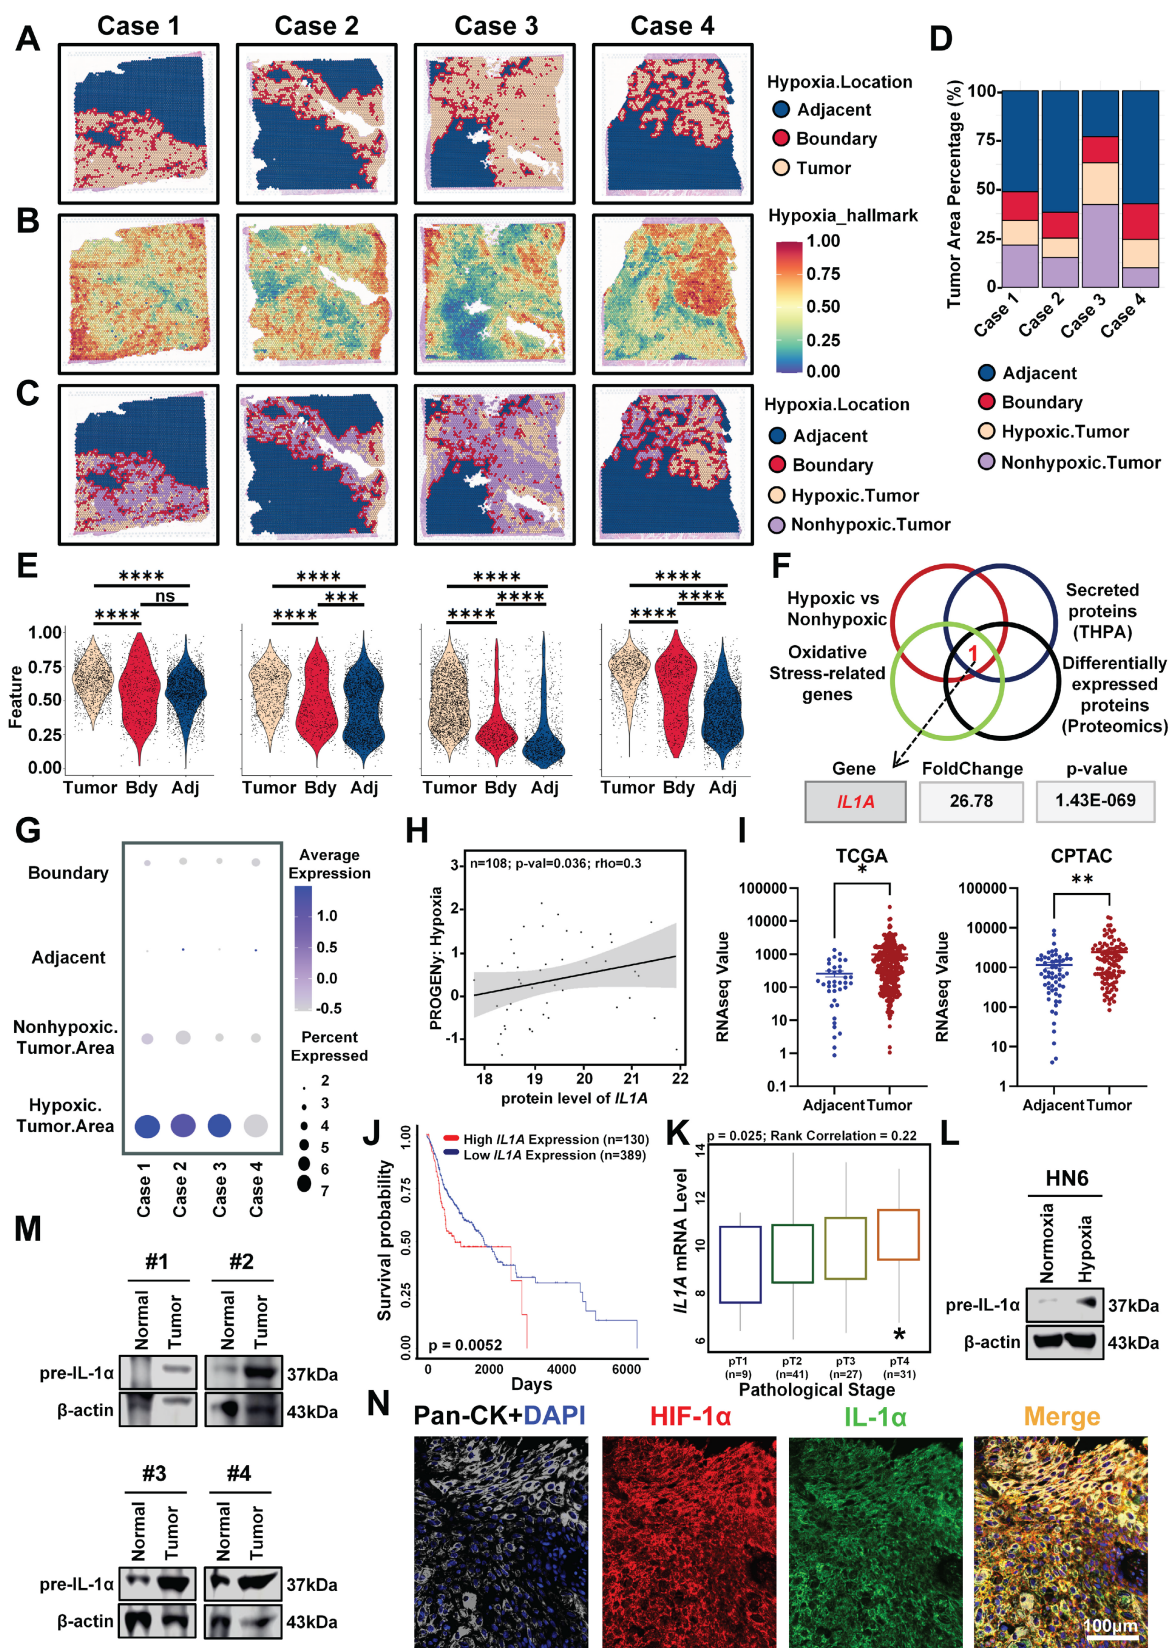 Case 1
Case 2
Case 3
Case 4
A
Hypoxia.Location
Adjacent
Boundary
Tumor
B
Hypoxia_hallmark
1.00
0.75
0.50
0.25
0.00
C
Hypoxia.Location
Adjacent
Boundary
Hypoxic.Tumor
Nonhypoxic.Tumor
D
Tumor Area Percentage (%)
100
75
50
25
0
Case 1
Case 2
Case 3
Case 4
Adjacent
Boundary
Hypoxic.Tumor
Nonhypoxic.Tumor
E
Feature
1.00
0.75
0.50
0.25
0.00
****
ns
****
Tumor Bdy Adj
****
***
****
Tumor Bdy Adj
****
****
****
Tumor Bdy Adj
****
****
****
Tumor Bdy Adj
F
Hypoxic vs
Nonhypoxic
Secreted
proteins
(THPA)
Oxidative
Stress-related
genes
Differentially
expressed
proteins
(Proteomics)
1
Gene
FoldChange
p-value
IL1A
26.78
1.43E-069
G
Boundary
Adjacent
Nonhypoxic.
Tumor.Area
Hypoxic.
Tumor.Area
Case 1
Case 2
Case 3
Case 4
Average
Expression
1.0
0.5
0.0
-0.5
Percent
Expressed
2
3
4
5
6
7
H
n=108; p-val=0.036; rho=0.3
PROGENy: Hypoxia
3
2
1
0
-1
18 19 20 21 22
protein level of IL1A
I
TCGA
*
RNAseq Value
100000
10000
1000
100
10
1
0.1
Adjacent Tumor
CPTAC
**
RNAseq Value
100000
10000
1000
100
10
1
Adjacent Tumor
J
High IL1A Expression (n=130)
Low IL1A Expression (n=389)
Survival probability
1.00
0.75
0.50
0.25
0.00
p = 0.0052
0 2000 4000 6000
Days
K
p = 0.025; Rank Correlation = 0.22
IL1A mRNA Level
14
12
10
8
6
*
pT1 pT2 pT3 pT4
(n=9) (n=41) (n=27) (n=31)
Pathological Stage
L
HN6
Normoxia
Hypoxia
pre-IL-1α
37kDa
β-actin
43kDa
M
#1
#2
Normal
Tumor
Normal
Tumor
pre-IL-1α
37kDa
β-actin
43kDa
#3
#4
Normal
Tumor
Normal
Tumor
pre-IL-1α
37kDa
β-actin
43kDa
N
Pan-CK+DAPI
HIF-1α
IL-1α
Merge
100μm